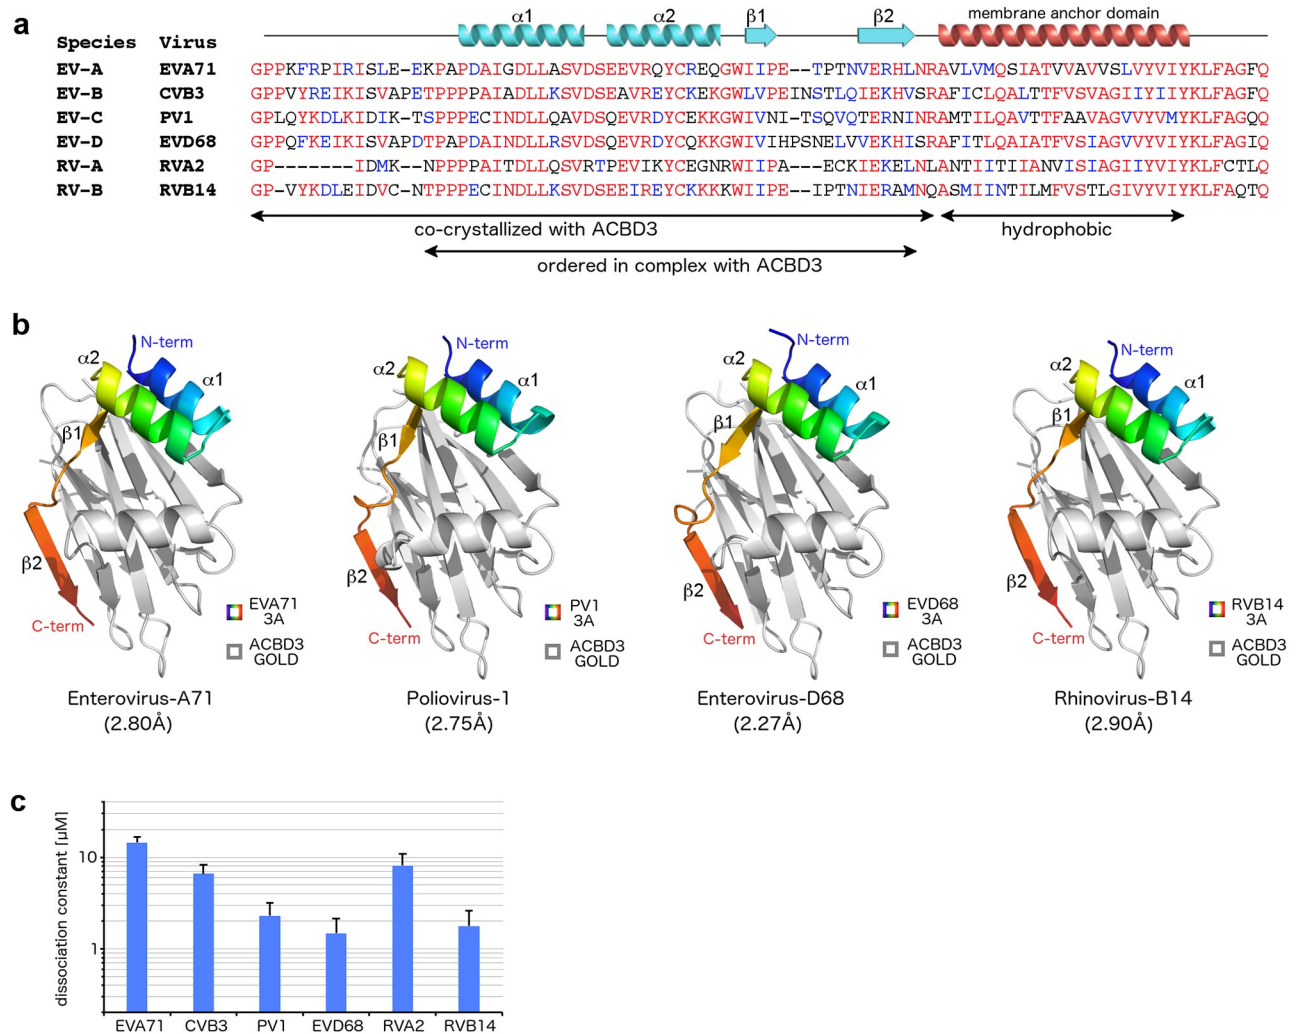 a
α1 α2 β1 β2 membrane anchor domain
Species Virus
EV-A EVA71 GPPKFRPIRISLE-EKPAPDAIGDLLASVDSEEVRQYCREQGWIIPE--TPTNVERHLNRAVLVMQSIATVVAVVSLVYVIYKLFAGFQ
EV-B CVB3 GPPVYREIKISVAPETPPPPAIADLLKSVDSEAVREYCKEKGWLVPEINSTLQIEKHVSRAFICLQALTTFVSVAGIIYIIYKLFAGFQ
EV-C PV1 GPLQYKDLKIDIK-TSPPPECINDLLQAVDSQEVRDYCEKKGWIVNI-TSQVQTERNINRAMTILQAVTTFAAVAGVVYVMYKLFAGQQ
EV-D EVD68 GPPQFKEIKISVAPDTPAPDAINDLLRSVDSQEVRDYCQKKGWIVIHPSNELVVEKHISRAFITLQAIATFVSIAGVVYVIYKLFAGFQ
RV-A RVA2 GP-------IDMK--NPPPPAITDLLQSVRTPEVIKYCEGNRWIIPA---ECKIEKELNLANTIITIIANVISIAGIIYVIYKLFCTLQ
RV-B RVB14 GP-VYKDLEIDVC-NTPPPECINDLLKSVDSEEIREYCKKKKWIIPE---IPTNIERAMNQASMIINTILMFVSTLGIVYVIYKLFAQTQ
co-crystallized with ACBD3 hydrophobic
ordered in complex with ACBD3
b
N-term α2 α1 β1 β2 C-term
EVA71
3A
ACBD3
GOLD
Enterovirus-A71
(2.80Å)
N-term α2 α1 β1 β2 C-term
PV1
3A
ACBD3
GOLD
Poliovirus-1
(2.75Å)
N-term α2 α1 β1 β2 C-term
EVD68
3A
ACBD3
GOLD
Enterovirus-D68
(2.27Å)
N-term α2 α1 β1 β2 C-term
RVB14
3A
ACBD3
GOLD
Rhinovirus-B14
(2.90Å)
c
dissociation constant [µM]
10
1
EVA71 CVB3 PV1 EVD68 RVA2 RVB14